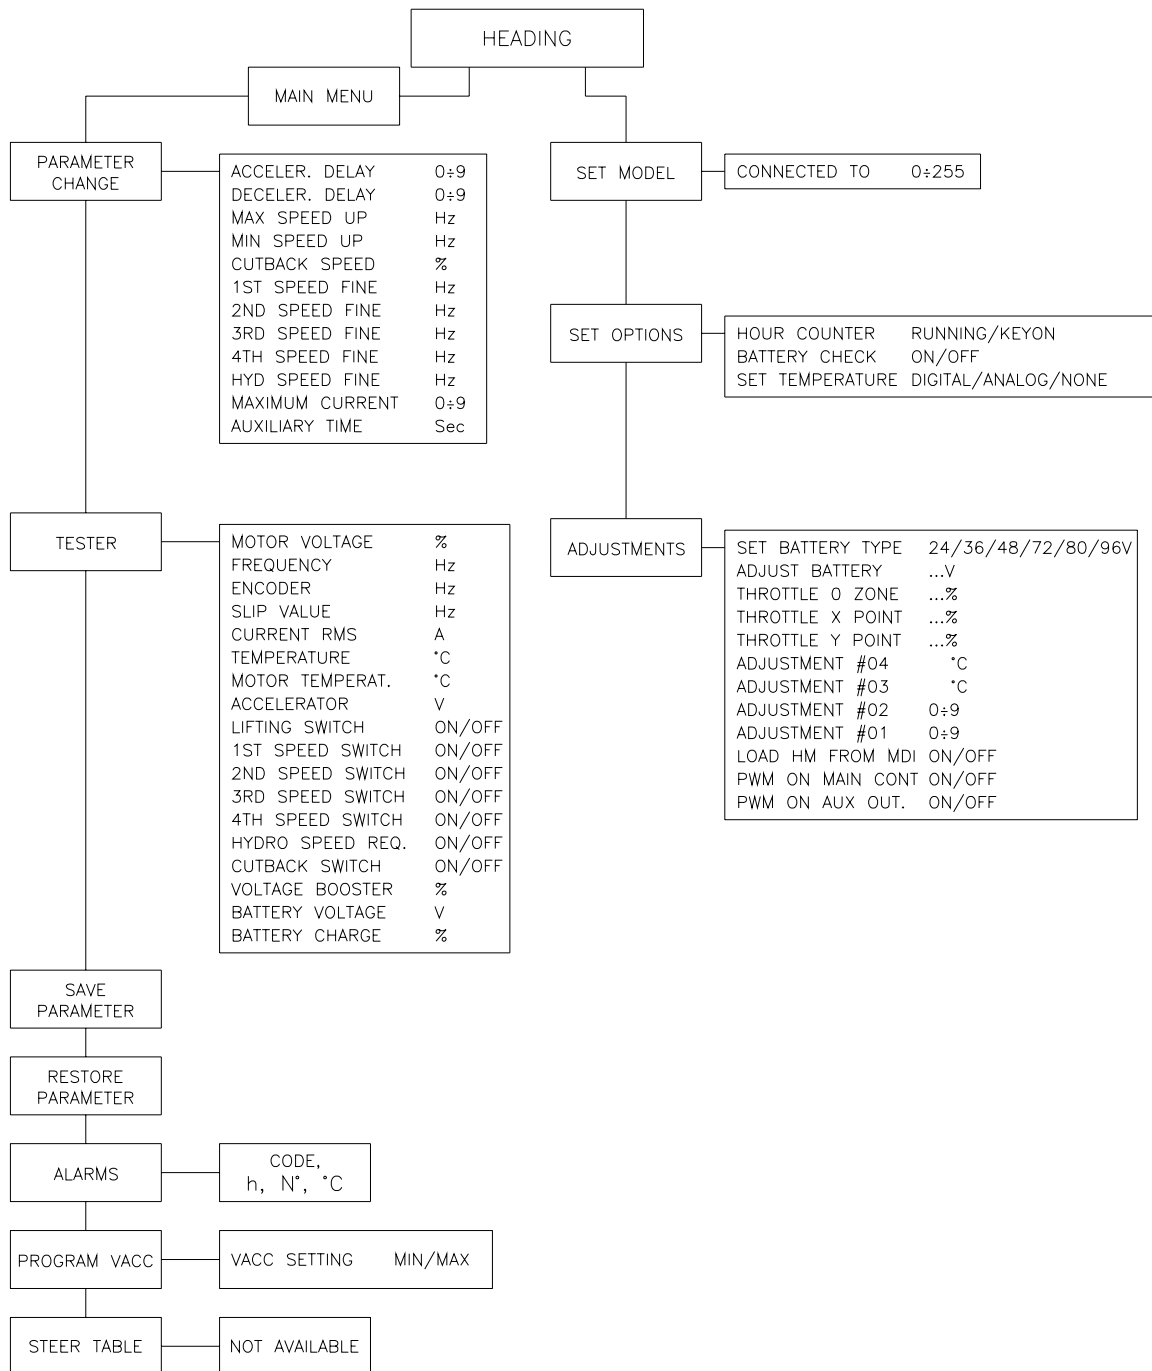 HEADING
MAIN MENU
PARAMETER
CHANGE
ACCELER. DELAY 0÷9
DECELER. DELAY 0÷9
MAX SPEED UP Hz
MIN SPEED UP Hz
CUTBACK SPEED %
1ST SPEED FINE Hz
2ND SPEED FINE Hz
3RD SPEED FINE Hz
4TH SPEED FINE Hz
HYD SPEED FINE Hz
MAXIMUM CURRENT 0÷9
AUXILIARY TIME Sec
TESTER
MOTOR VOLTAGE %
FREQUENCY Hz
ENCODER Hz
SLIP VALUE Hz
CURRENT RMS A
TEMPERATURE °C
MOTOR TEMPERAT. °C
ACCELERATOR V
LIFTING SWITCH ON/OFF
1ST SPEED SWITCH ON/OFF
2ND SPEED SWITCH ON/OFF
3RD SPEED SWITCH ON/OFF
4TH SPEED SWITCH ON/OFF
HYDRO SPEED REQ. ON/OFF
CUTBACK SWITCH ON/OFF
VOLTAGE BOOSTER %
BATTERY VOLTAGE V
BATTERY CHARGE %
SAVE
PARAMETER
RESTORE
PARAMETER
ALARMS
CODE,
h, N°, °C
PROGRAM VACC
VACC SETTING MIN/MAX
STEER TABLE
NOT AVAILABLE
SET MODEL
CONNECTED TO 0÷255
SET OPTIONS
HOUR COUNTER RUNNING/KEYON
BATTERY CHECK ON/OFF
SET TEMPERATURE DIGITAL/ANALOG/NONE
ADJUSTMENTS
SET BATTERY TYPE 24/36/48/72/80/96V
ADJUST BATTERY ...V
THROTTLE 0 ZONE ...%
THROTTLE X POINT ...%
THROTTLE Y POINT ...%
ADJUSTMENT #04 °C
ADJUSTMENT #03 °C
ADJUSTMENT #02 0÷9
ADJUSTMENT #01 0÷9
LOAD HM FROM MDI ON/OFF
PWM ON MAIN CONT ON/OFF
PWM ON AUX OUT. ON/OFF